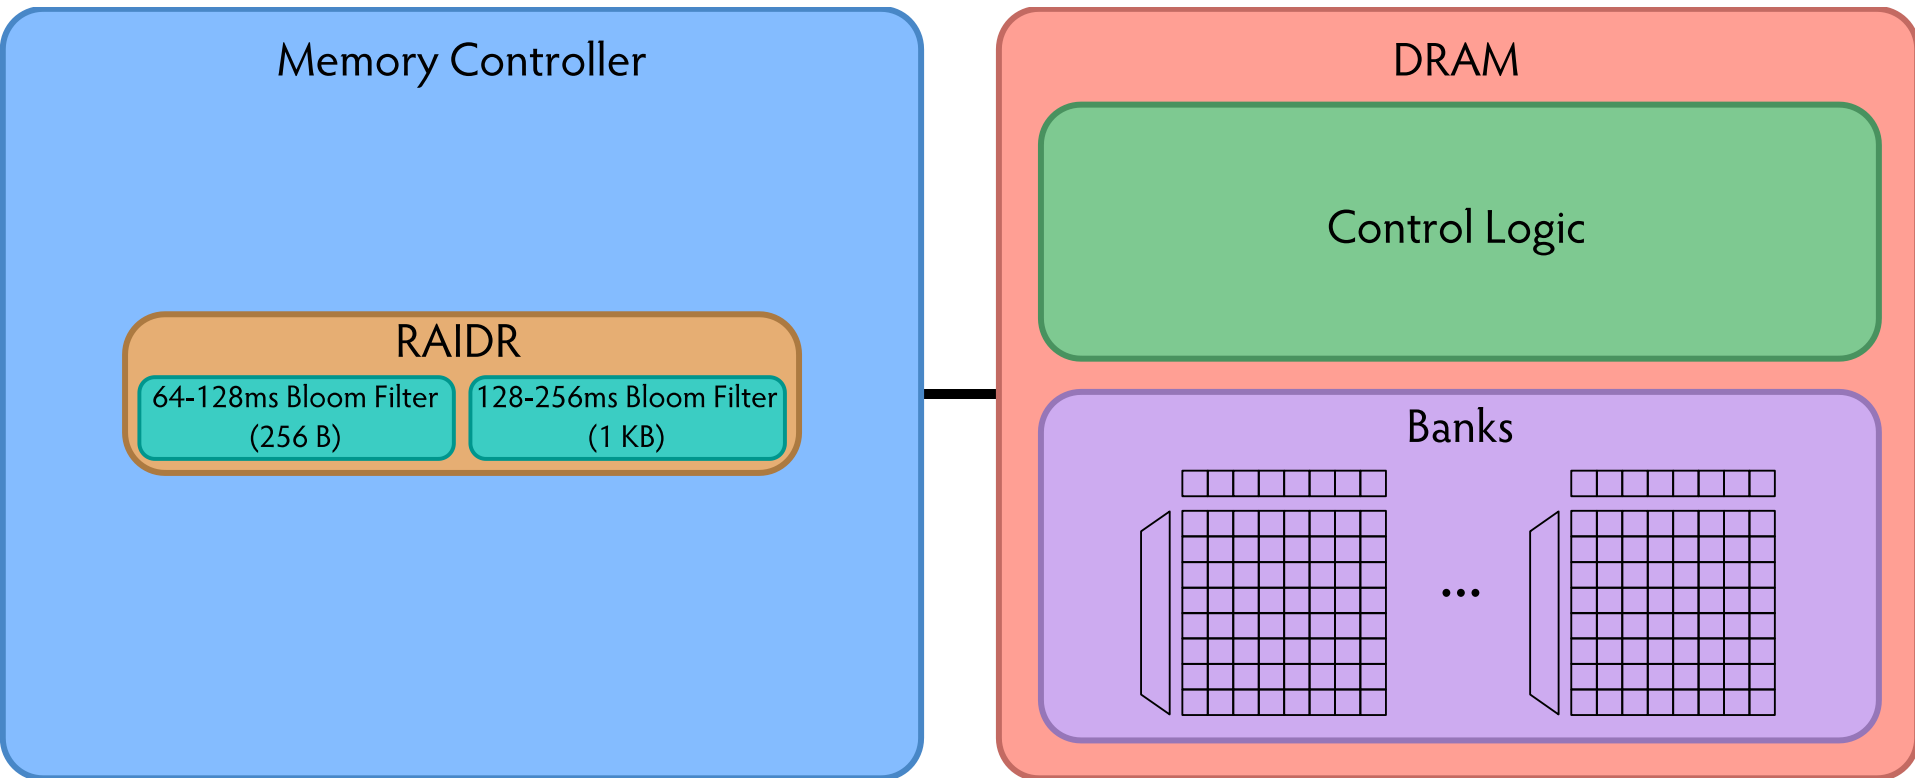 Memory Controller
RAIDR
64-128ms Bloom Filter
(256 B)
128-256ms Bloom Filter
(1 KB)
DRAM
Control Logic
Banks
...